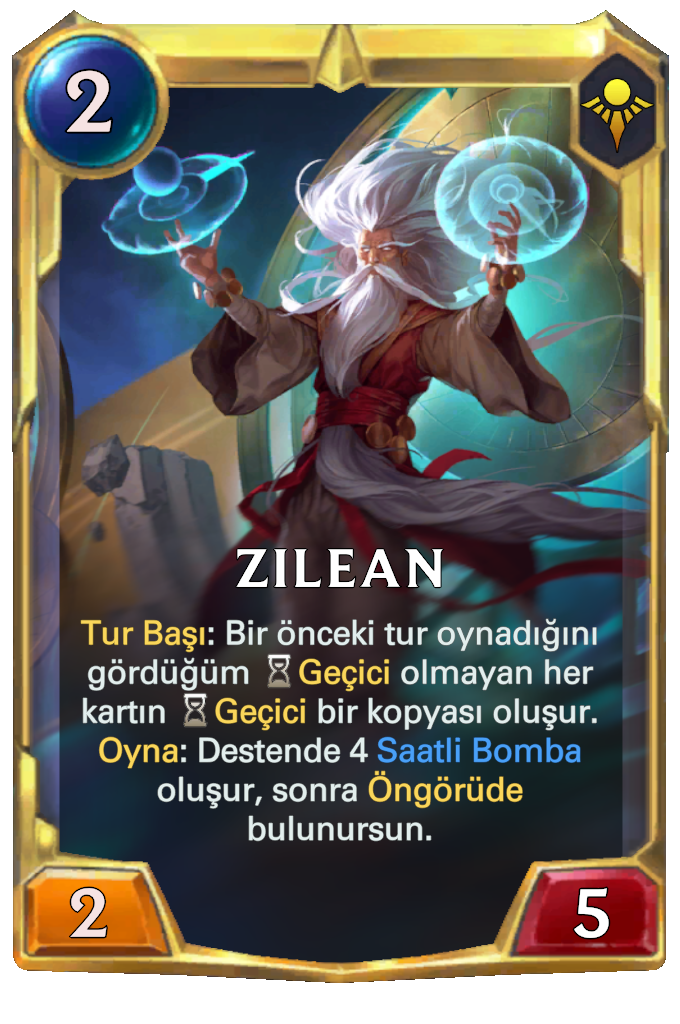 2
ZILEAN
Tur Başı: Bir önceki tur oynadığını
gördüğüm Geçici olmayan her
kartın Geçici bir kopyası oluşur.
Oyna: Destende 4 Saatli Bomba
oluşur, sonra Öngörüde
bulunursun.
2
5